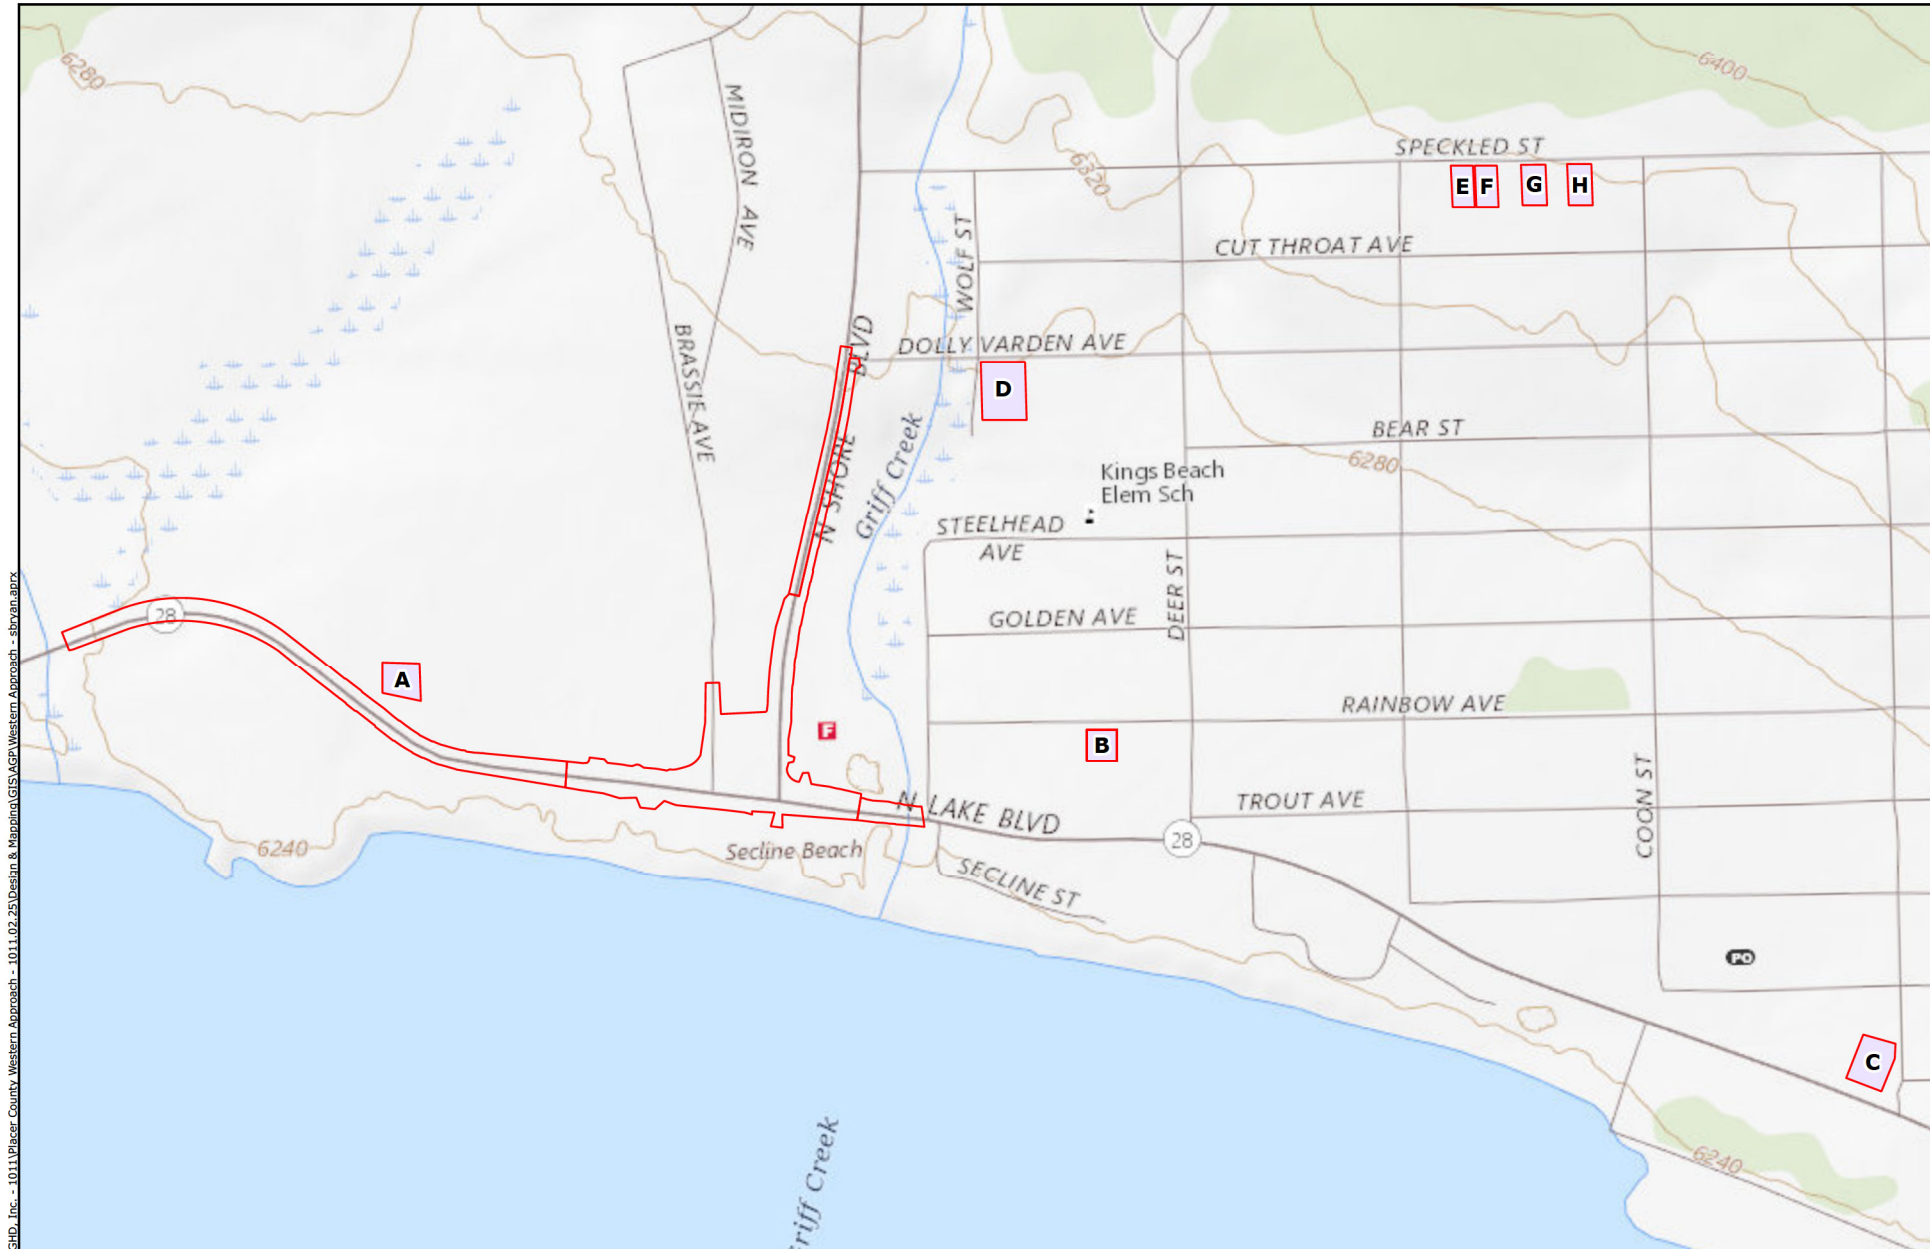 6280
6400
MIDIRON AVE
SPECKLED ST
6320
E
F
G
H
WOLF ST
CUT THROAT AVE
BRASSIE AVE
N SHORE BLVD
DOLLY VARDEN AVE
D
BEAR ST
6280
Griff Creek
Kings Beach
Elem Sch
STEELHEAD
AVE
DEER ST
28
GOLDEN AVE
A
RAINBOW AVE
F
B
COON ST
N LAKE BLVD
TROUT AVE
28
6240
Secline Beach
SECLINE ST
PO
C
6240
Griff Creek
GHD, Inc. - 1011\Placer County Western Approach - 1011.02.25\Design & Mapping\GIS\AGP\Western Approach - sbryan.aprx